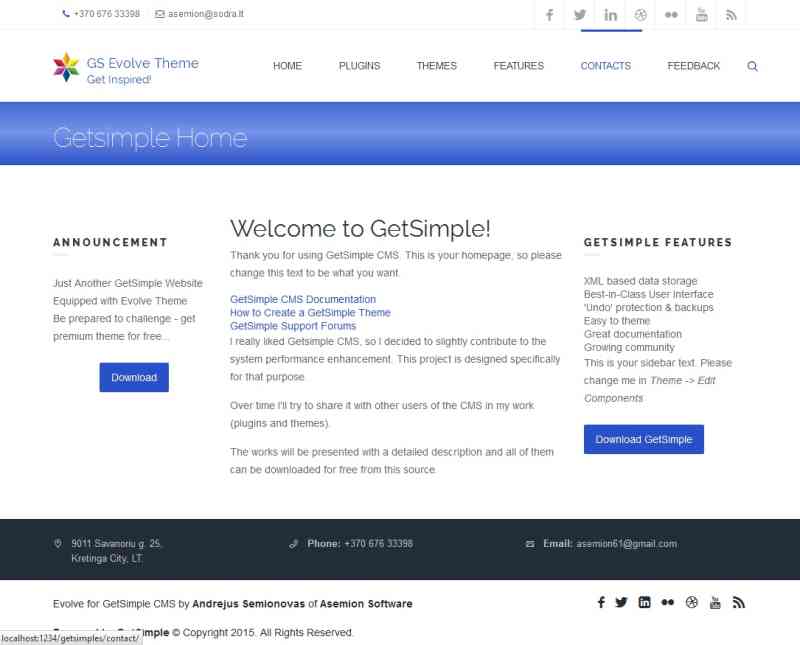 +370 676 33398 asemion@sodra.lt
GS Evolve Theme
Get Inspired!
HOME PLUGINS THEMES FEATURES CONTACTS FEEDBACK
Getsimple Home
ANNOUNCEMENT
Just Another GetSimple Website
Equipped with Evolve Theme
Be prepared to challenge - get
premium theme for free...
Download
Welcome to GetSimple!
Thank you for using GetSimple CMS. This is your homepage, so please
change this text to be what you want.
GetSimple CMS Documentation
How to Create a GetSimple Theme
GetSimple Support Forums
I really liked Getsimple CMS, so I decided to slightly contribute to the
system performance enhancement. This project is designed specifically
for that purpose.
Over time I'll try to share it with other users of the CMS in my work
(plugins and themes).
The works will be presented with a detailed description and all of them
can be downloaded for free from this source.
GETSIMPLE FEATURES
XML based data storage
Best-in-Class User Interface
'Undo' protection & backups
Easy to theme
Great documentation
Growing community
This is your sidebar text. Please
change me in Theme -> Edit
Components
Download GetSimple
9011 Savanoriu g. 25,
Kretinga City, LT.
Phone: +370 676 33398
Email: asemion61@gmail.com
Evolve for GetSimple CMS by Andrejus Semionovas of Asemion Software
© Copyright 2015. All Rights Reserved.
localhost:1234/getsimples/contact/